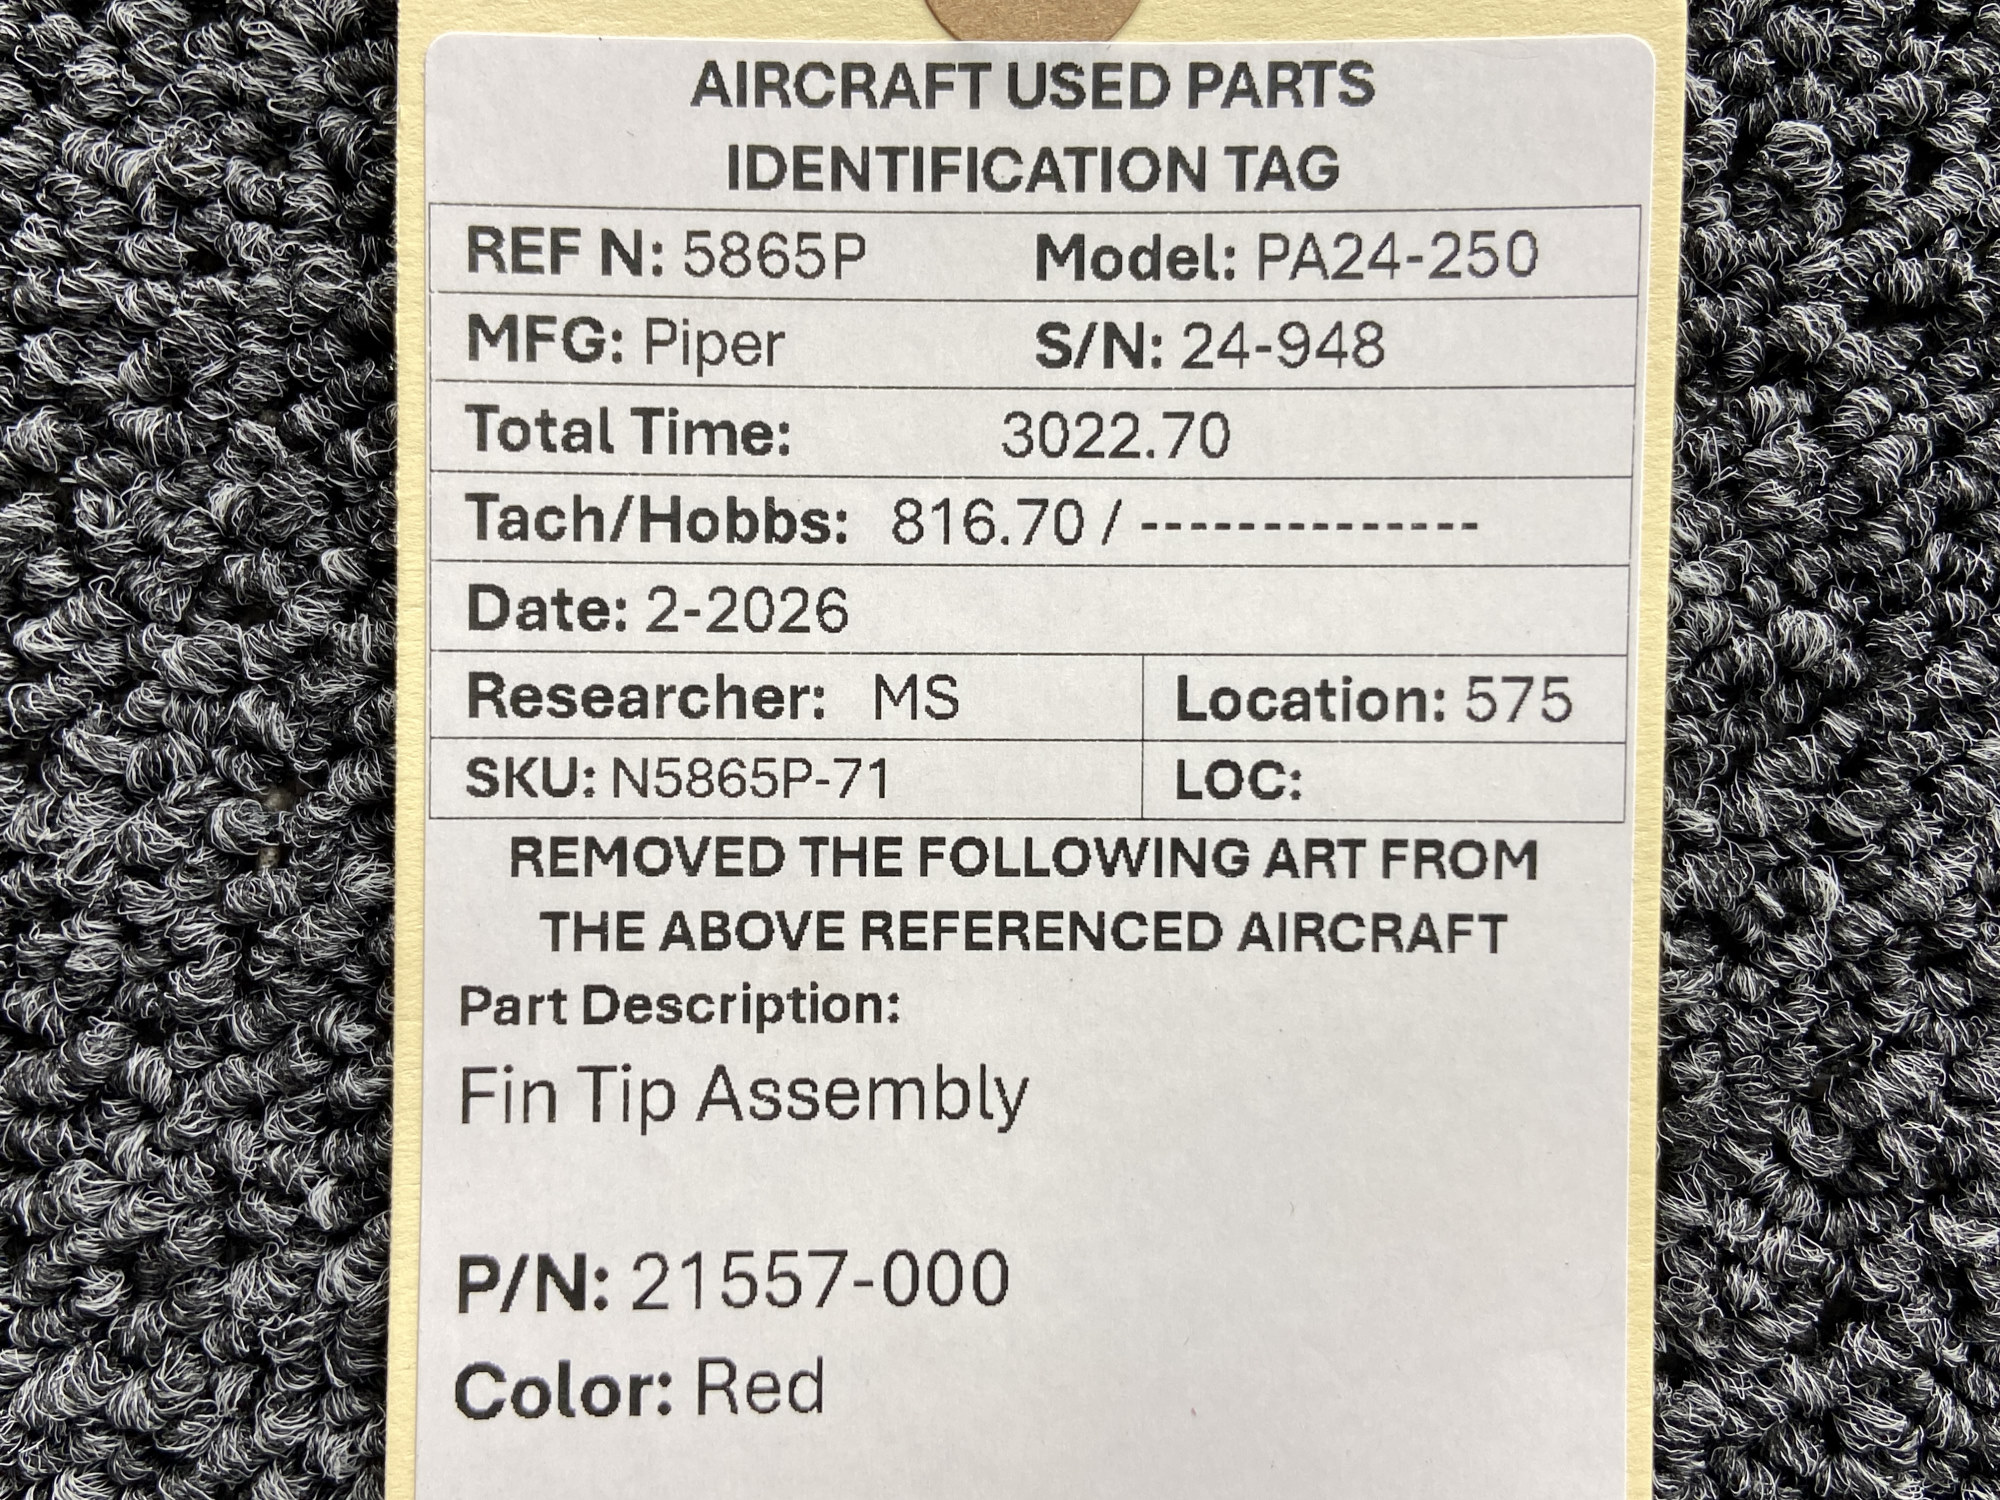 AIRCRAFT USED PARTS
IDENTIFICATION TAG
REF N: 5865P Model: PA24-250
MFG: Piper S/N: 24-948
Total Time: 3022.70
Tach/Hobbs: 816.70 / --------------
Date: 2-2026
Researcher: MS Location: 575
SKU: N5865P-71 LOC:
REMOVED THE FOLLOWING ART FROM
THE ABOVE REFERENCED AIRCRAFT
Part Description:
Fin Tip Assembly
P/N: 21557-000
Color: Red